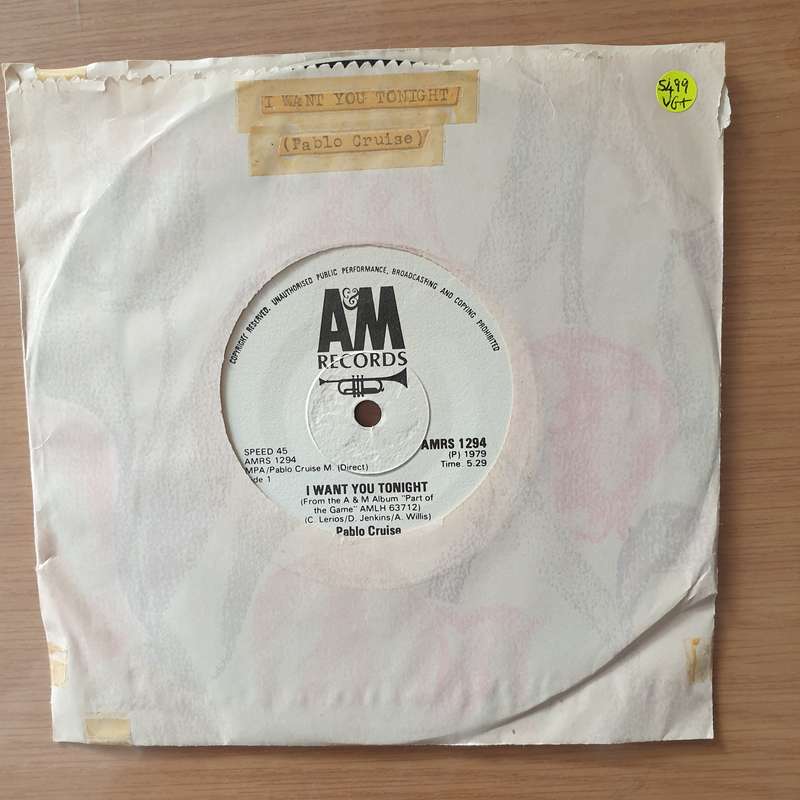 I WANT YOU TONIGHT
(Pablo Cruise)
5499
VG+
COPYRIGHT RESERVED. UNAUTHORISED PUBLIC PERFORMANCE, BROADCASTING AND COPYING PROHIBITED
A&M
RECORDS
SPEED 45
AMRS 1294
MPA/Pablo Cruise M. (Direct)
de 1
AMRS 1294
(P) 1979
Time: 5.29
I WANT YOU TONIGHT
(From the A & M Album "Part of
the Game" AMLH 63712)
(C. Lerios/D. Jenkins/A. Willis)
Pablo Cruise